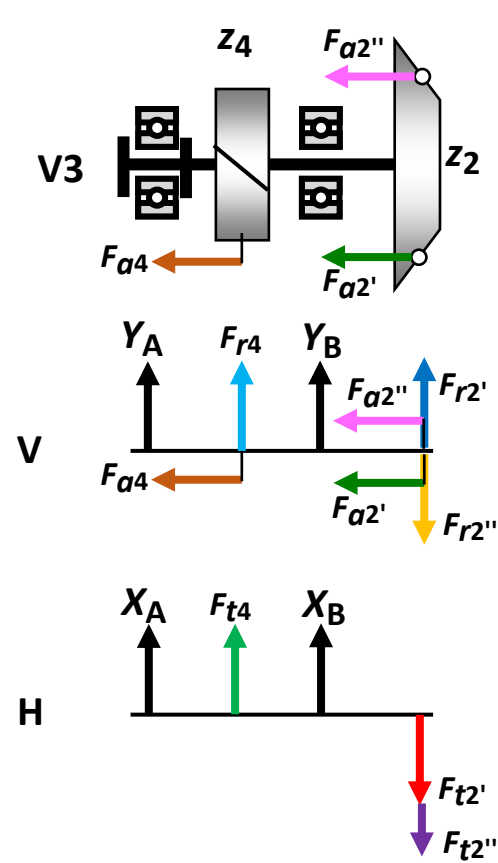 z4
Fa2''
V3
z2
Fa4
Fa2'
YA
Fr4
YB
Fa2''
Fr2'
V
Fa4
Fa2'
Fr2''
XA
Ft4
XB
H
Ft2'
Ft2''